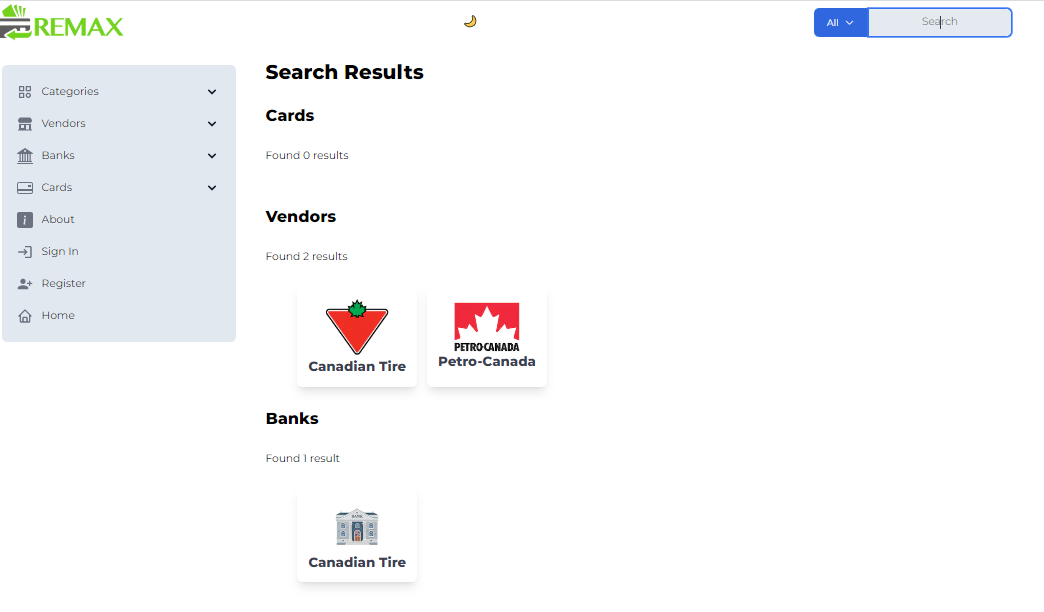 REMAX
All
Search
Categories
Vendors
Banks
Cards
About
Sign In
Register
Home
Search Results
Cards
Found 0 results
Vendors
Found 2 results
Canadian Tire
PETRO-CANADA
Petro-Canada
Banks
Found 1 result
BANK
Canadian Tire